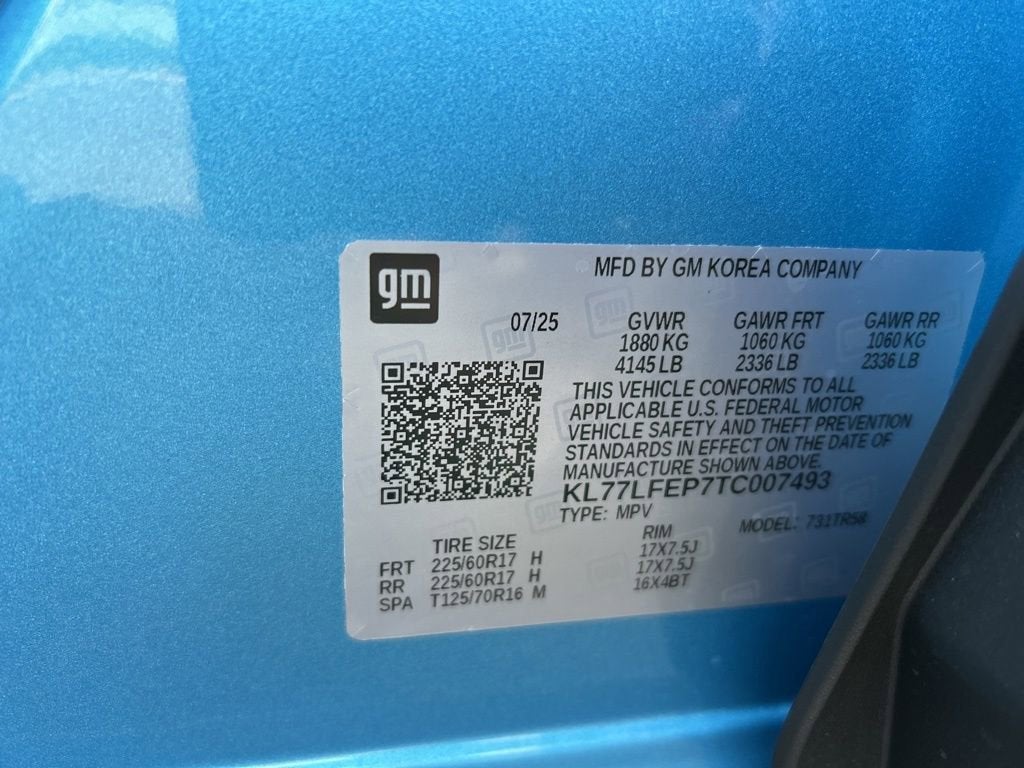 gm
MFD BY GM KOREA COMPANY
07/25
GVWR GAWR FRT GAWR RR
1880 KG 1060 KG 1060 KG
4145 LB 2336 LB 2336 LB
THIS VEHICLE CONFORMS TO ALL
APPLICABLE U.S. FEDERAL MOTOR
VEHICLE SAFETY AND THEFT PREVENTION
STANDARDS IN EFFECT ON THE DATE OF
MANUFACTURE SHOWN ABOVE.
KL77LFEP7TC007493
TYPE: MPV MODEL: 731TR58
TIRE SIZE RIM
FRT 225/60R17 H 17X7.5J
RR 225/60R17 H 17X7.5J
SPA T125/70R16 M 16X4BT